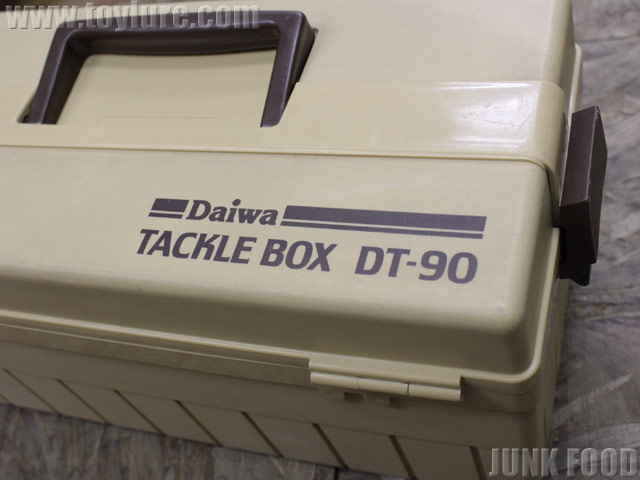 www.toylure.com
Daiwa
TACKLE BOX DT-90
JUNK FOOD